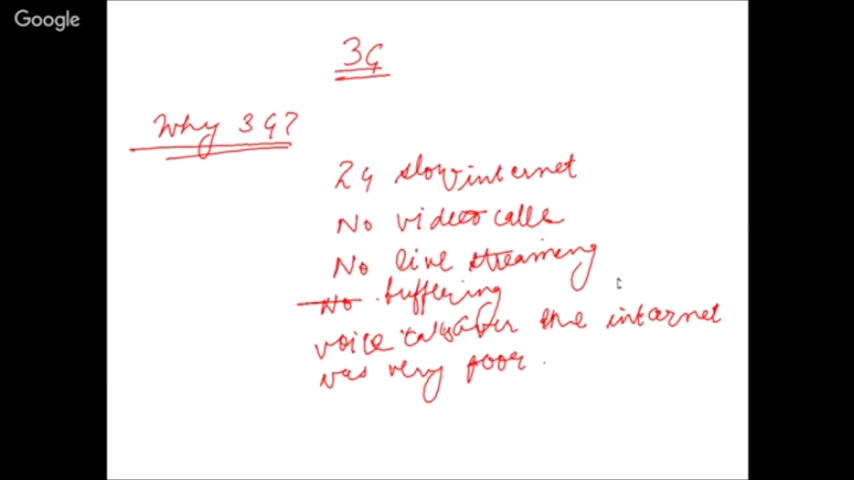 Google
3G
Why 3G?
2G slow internet
No video calls
No live streaming
No buffering
voice calls over the internet
was very poor.